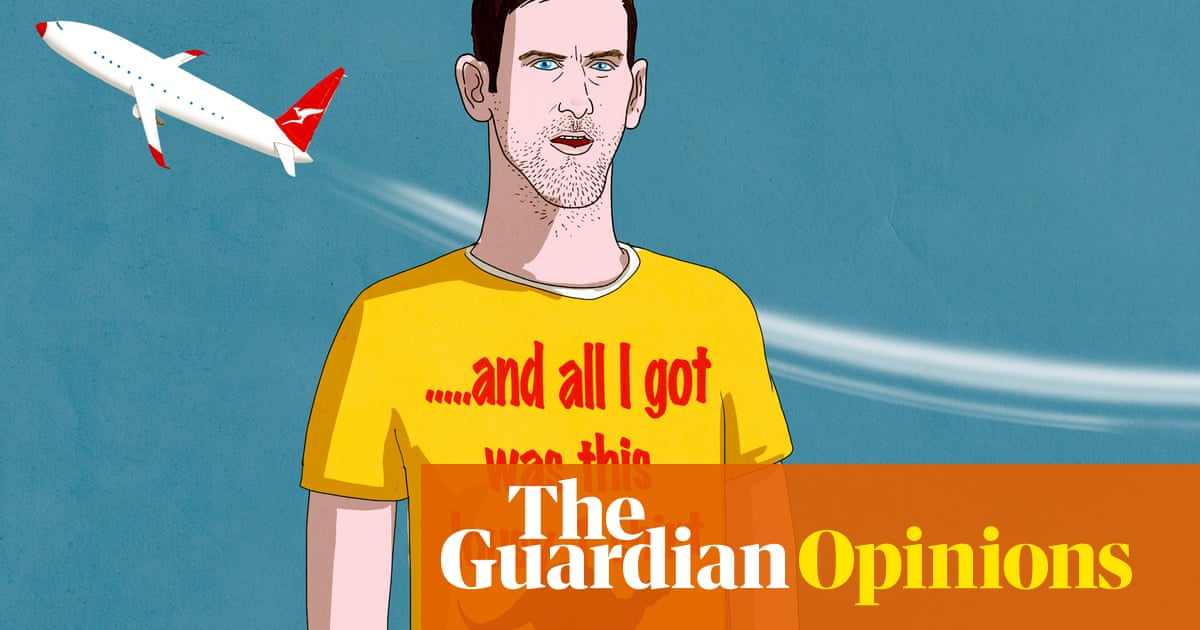 .....and all I got
was this
The
Guardian Opinions